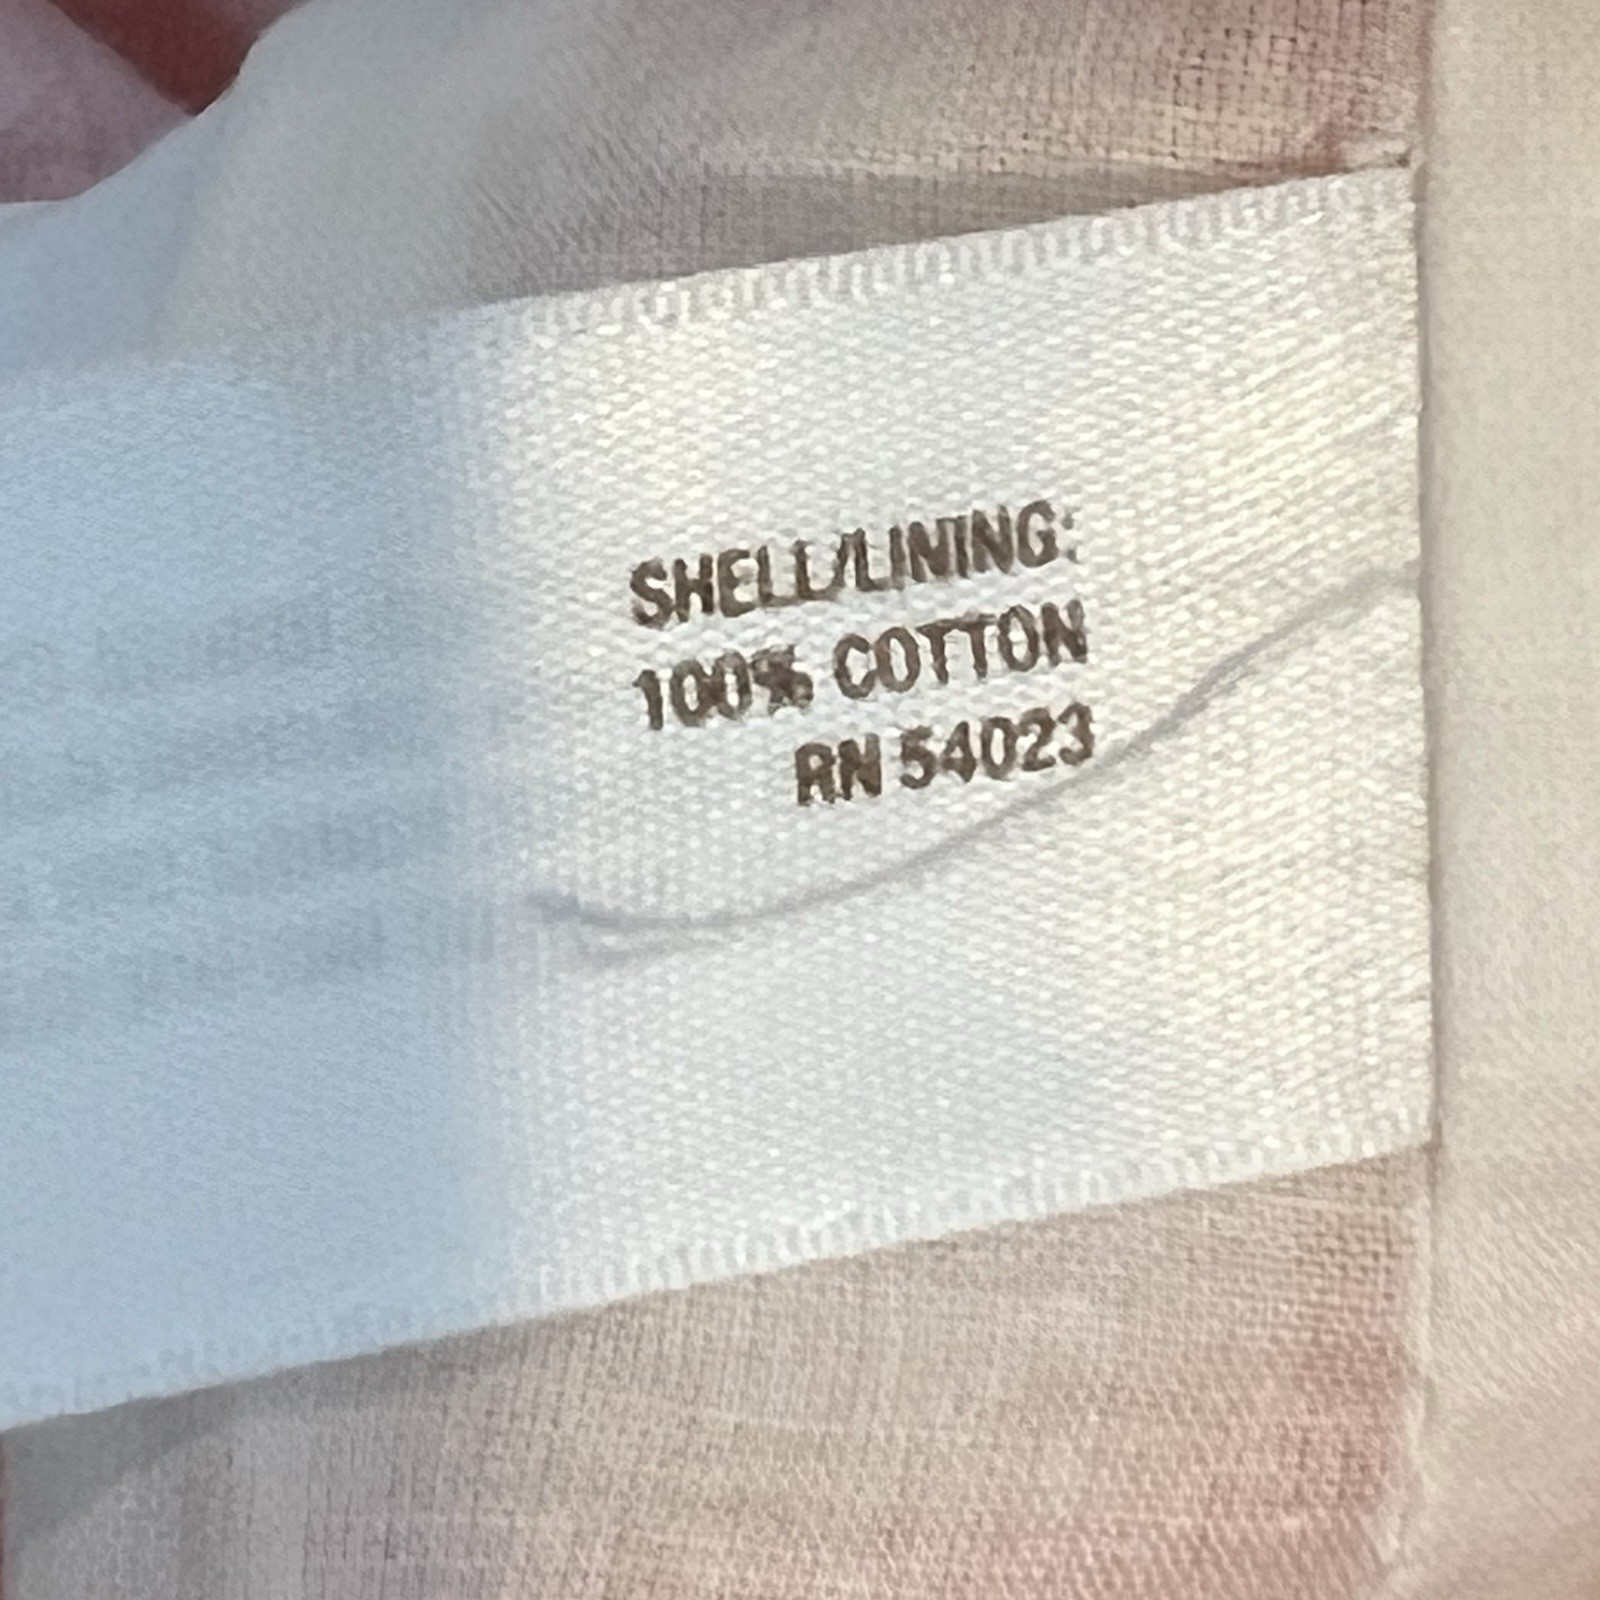 SHELL/LINING:
100% COTTON
RN 54023